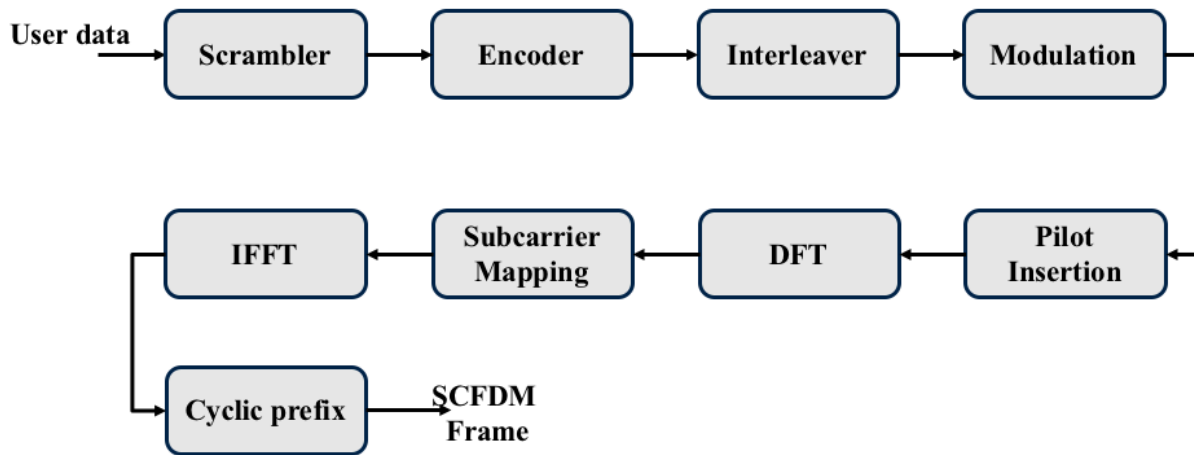 User data
Scrambler
Encoder
Interleaver
Modulation
IFFT
Subcarrier
Mapping
DFT
Pilot
Insertion
Cyclic prefix
SCFDM
Frame